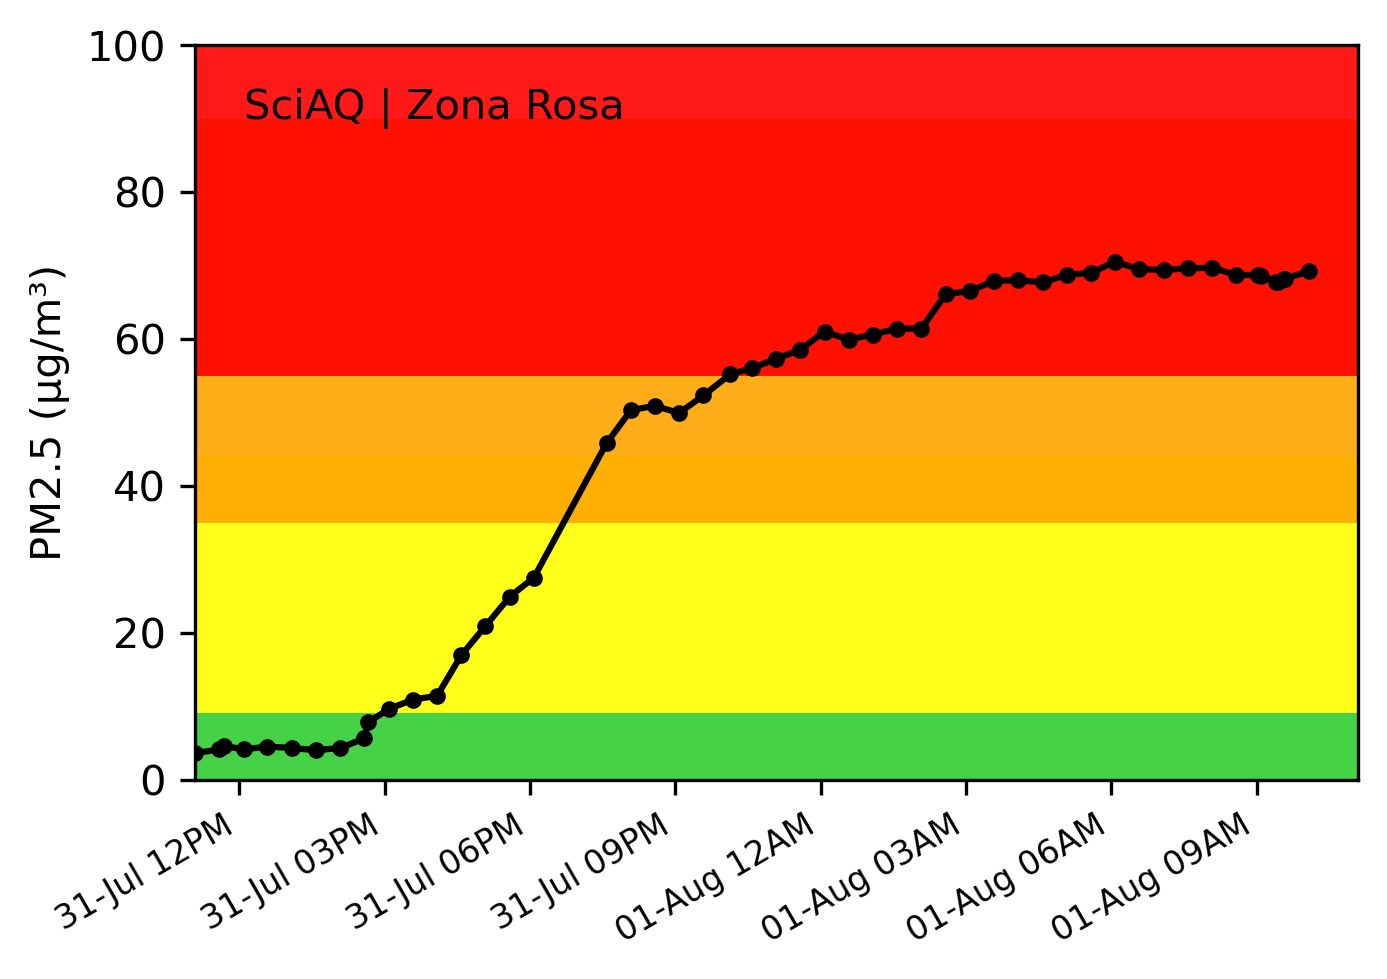 100
SciAQ | Zona Rosa
80
60
40
20
0
PM2.5 (µg/m³)
31-Jul 12PM
31-Jul 03PM
31-Jul 06PM
31-Jul 09PM
01-Aug 12AM
01-Aug 03AM
01-Aug 06AM
01-Aug 09AM